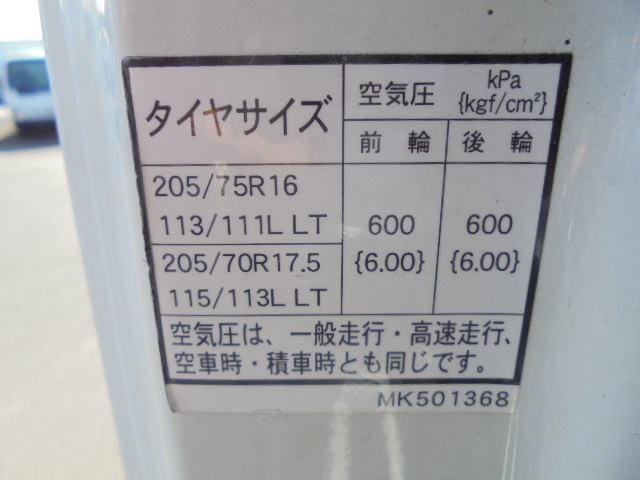 タイヤサイズ
空気圧 kPa
{kgf/cm²}
前輪 後輪
205/75R16
113/111L LT 600 600
205/70R17.5 {6.00} {6.00}
115/113L LT
空気圧は、一般走行・高速走行、
空車時・積車時とも同じです。
MK501368